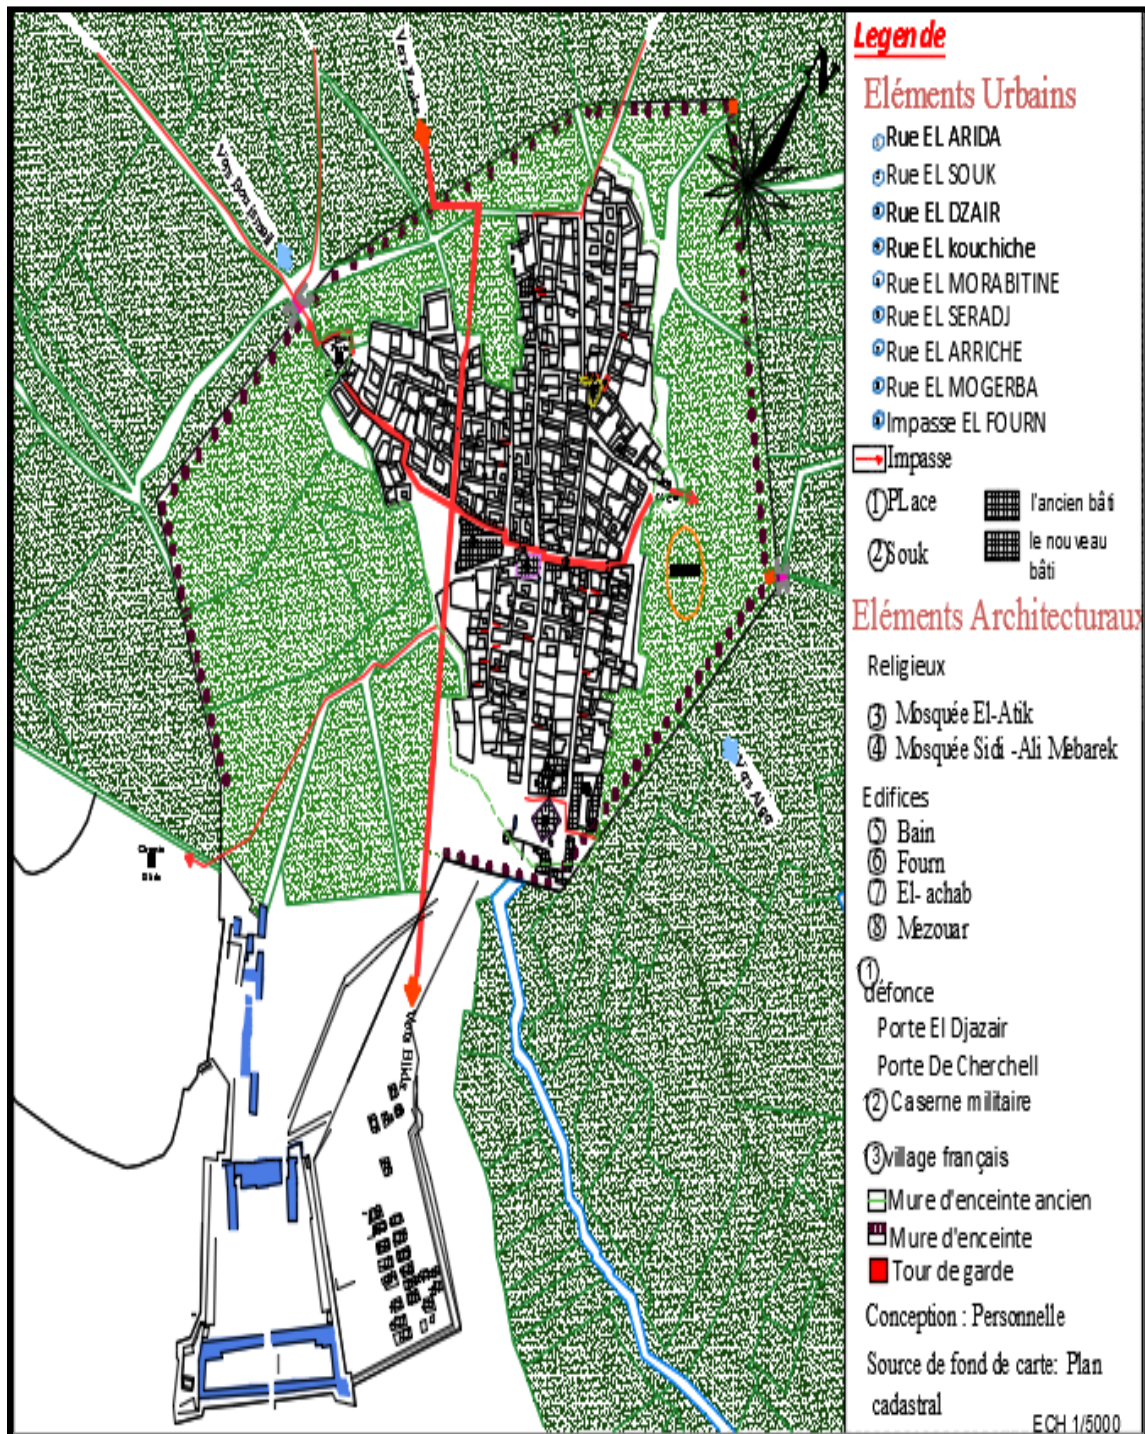 Legende
Eléments Urbains
Rue EL ARIDA
Rue EL SOUK
Rue EL DZAIR
Rue EL kouchiche
Rue EL MORABITINE
Rue EL SERADJ
Rue EL ARRICHE
Rue EL MOGERBA
Impasse EL FOURN
Impasse
1 PLace
l'ancien bâti
2 Souk
le nouveau
bâti
Eléments Architecturaux
Religieux
3 Mosquée El-Atik
4 Mosquée Sidi -Ali Mebarek
Edifices
5 Bain
6 Fourn
7 El- achab
8 Mezouar
défonce
Porte El Djazair
Porte De Cherchell
12 Caserne militaire
13 village français
Mure d'enceinte ancien
Mure d'enceinte
Tour de garde
Conception : Personnelle
Source de fond de carte: Plan
cadastral
ECH 1/5000
Vers Bou Ismail
Vers
Vers Alger
Vers Blida